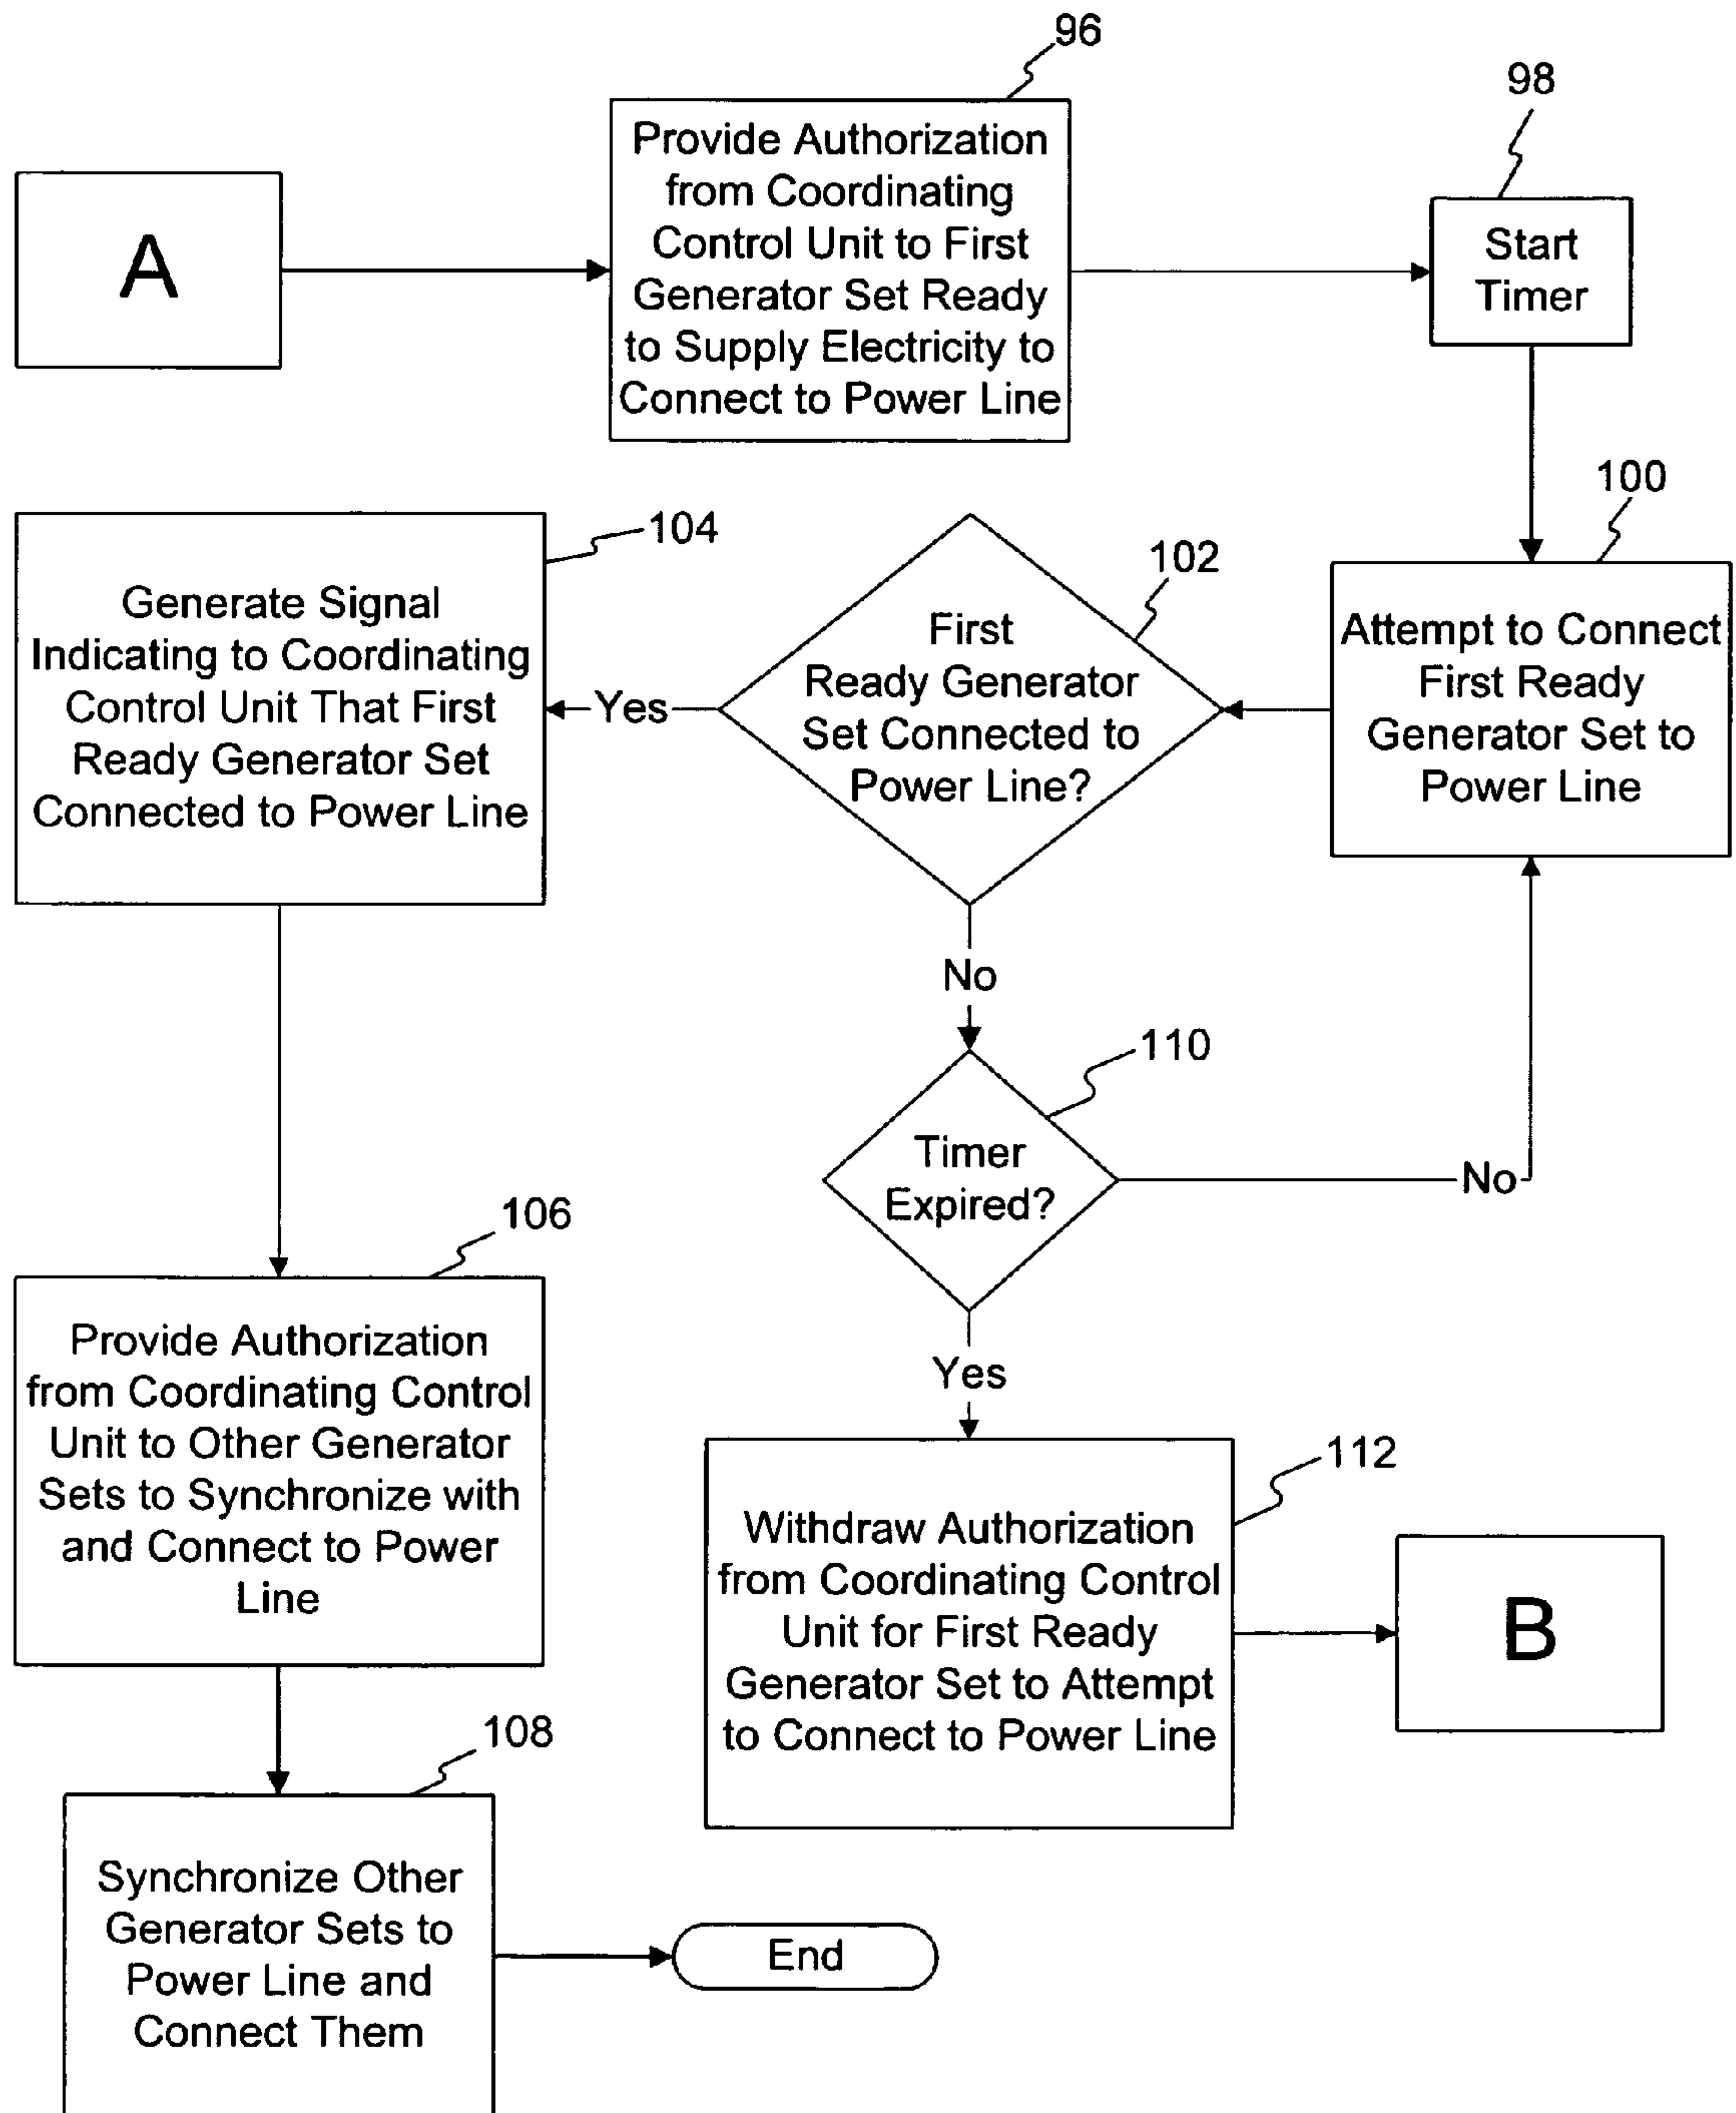 96
98
A
Provide Authorization
from Coordinating
Control Unit to First
Generator Set Ready
to Supply Electricity to
Connect to Power Line
Start
Timer
100
104
102
Generate Signal
Indicating to Coordinating
Control Unit That First
Ready Generator Set
Connected to Power Line
Yes
First
Ready Generator
Set Connected to
Power Line?
Attempt to Connect
First Ready
Generator Set to
Power Line
No
110
Timer
Expired?
No
106
Yes
Provide Authorization
from Coordinating Control
Unit to Other Generator
Sets to Synchronize with
and Connect to Power
Line
112
Withdraw Authorization
from Coordinating Control
Unit for First Ready
Generator Set to Attempt
to Connect to Power Line
B
108
Synchronize Other
Generator Sets to
Power Line and
Connect Them
End